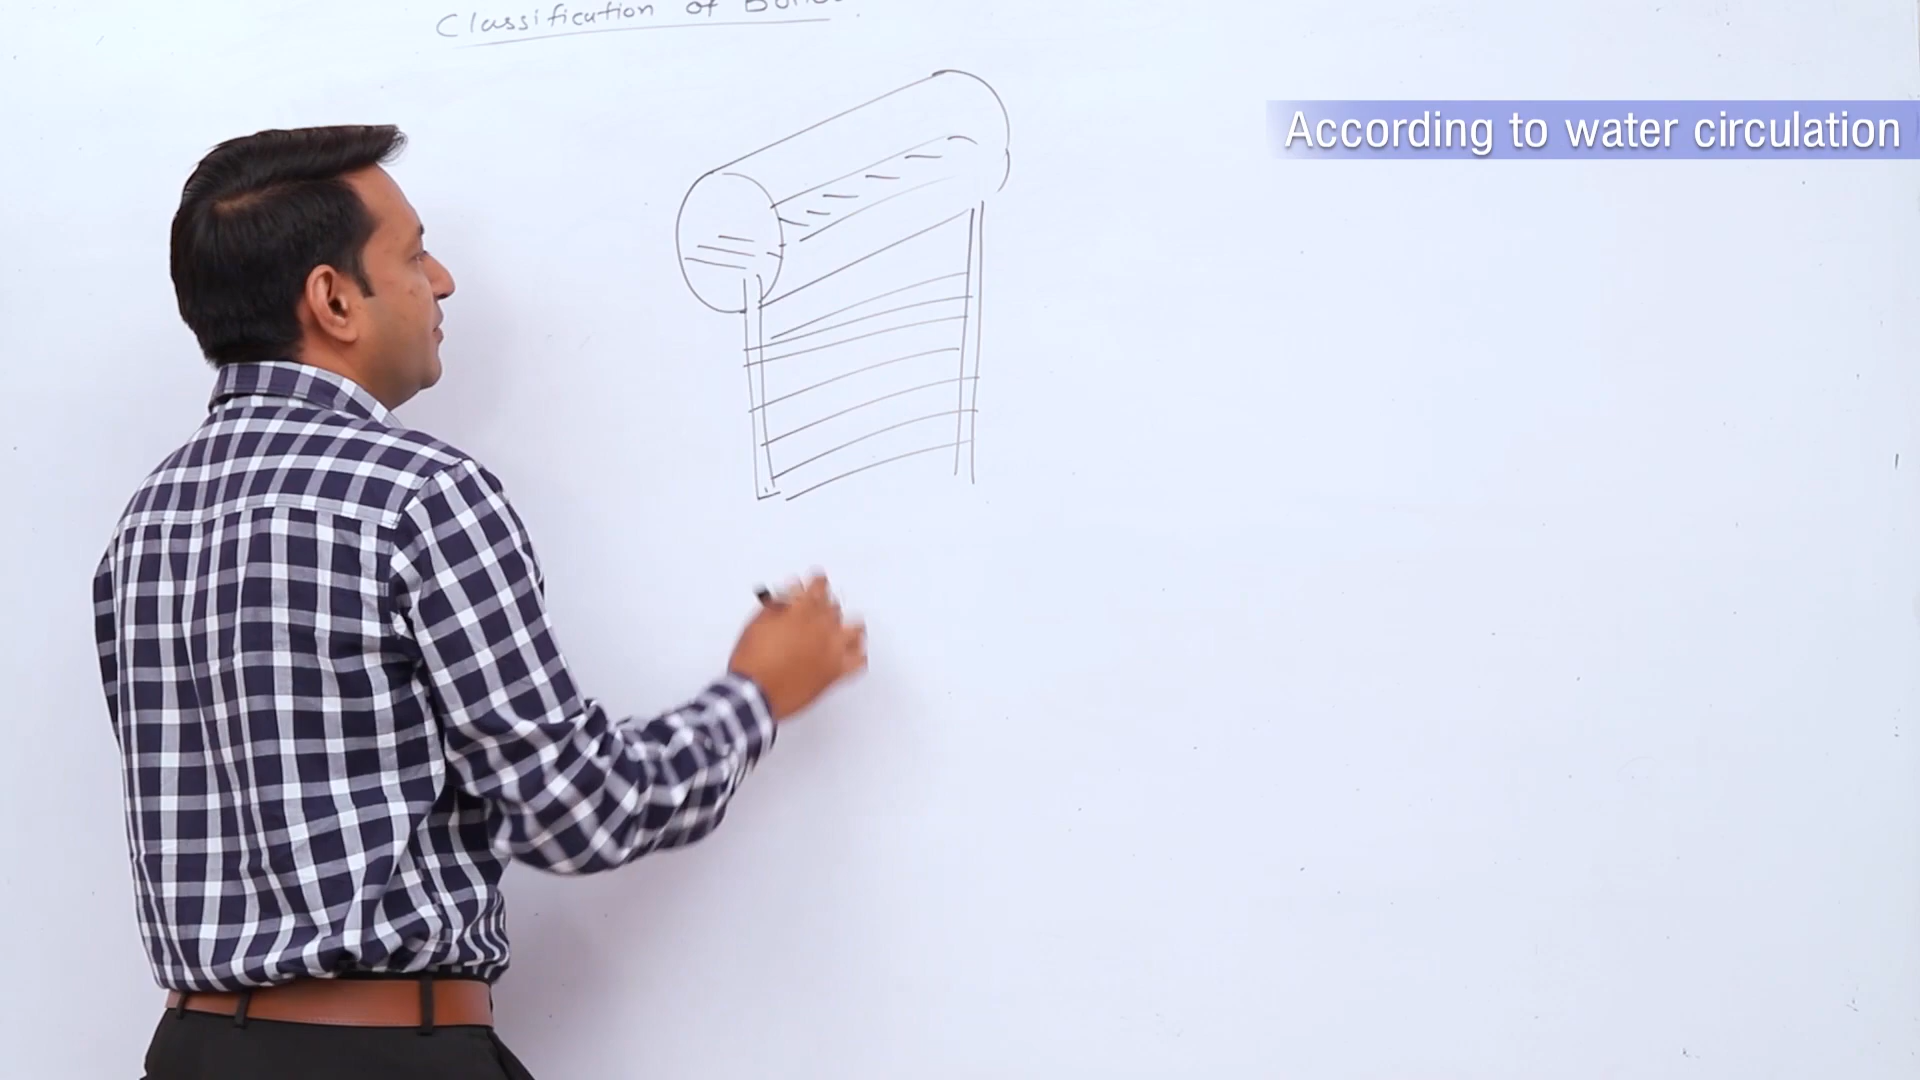 Classification of
According to water circulation